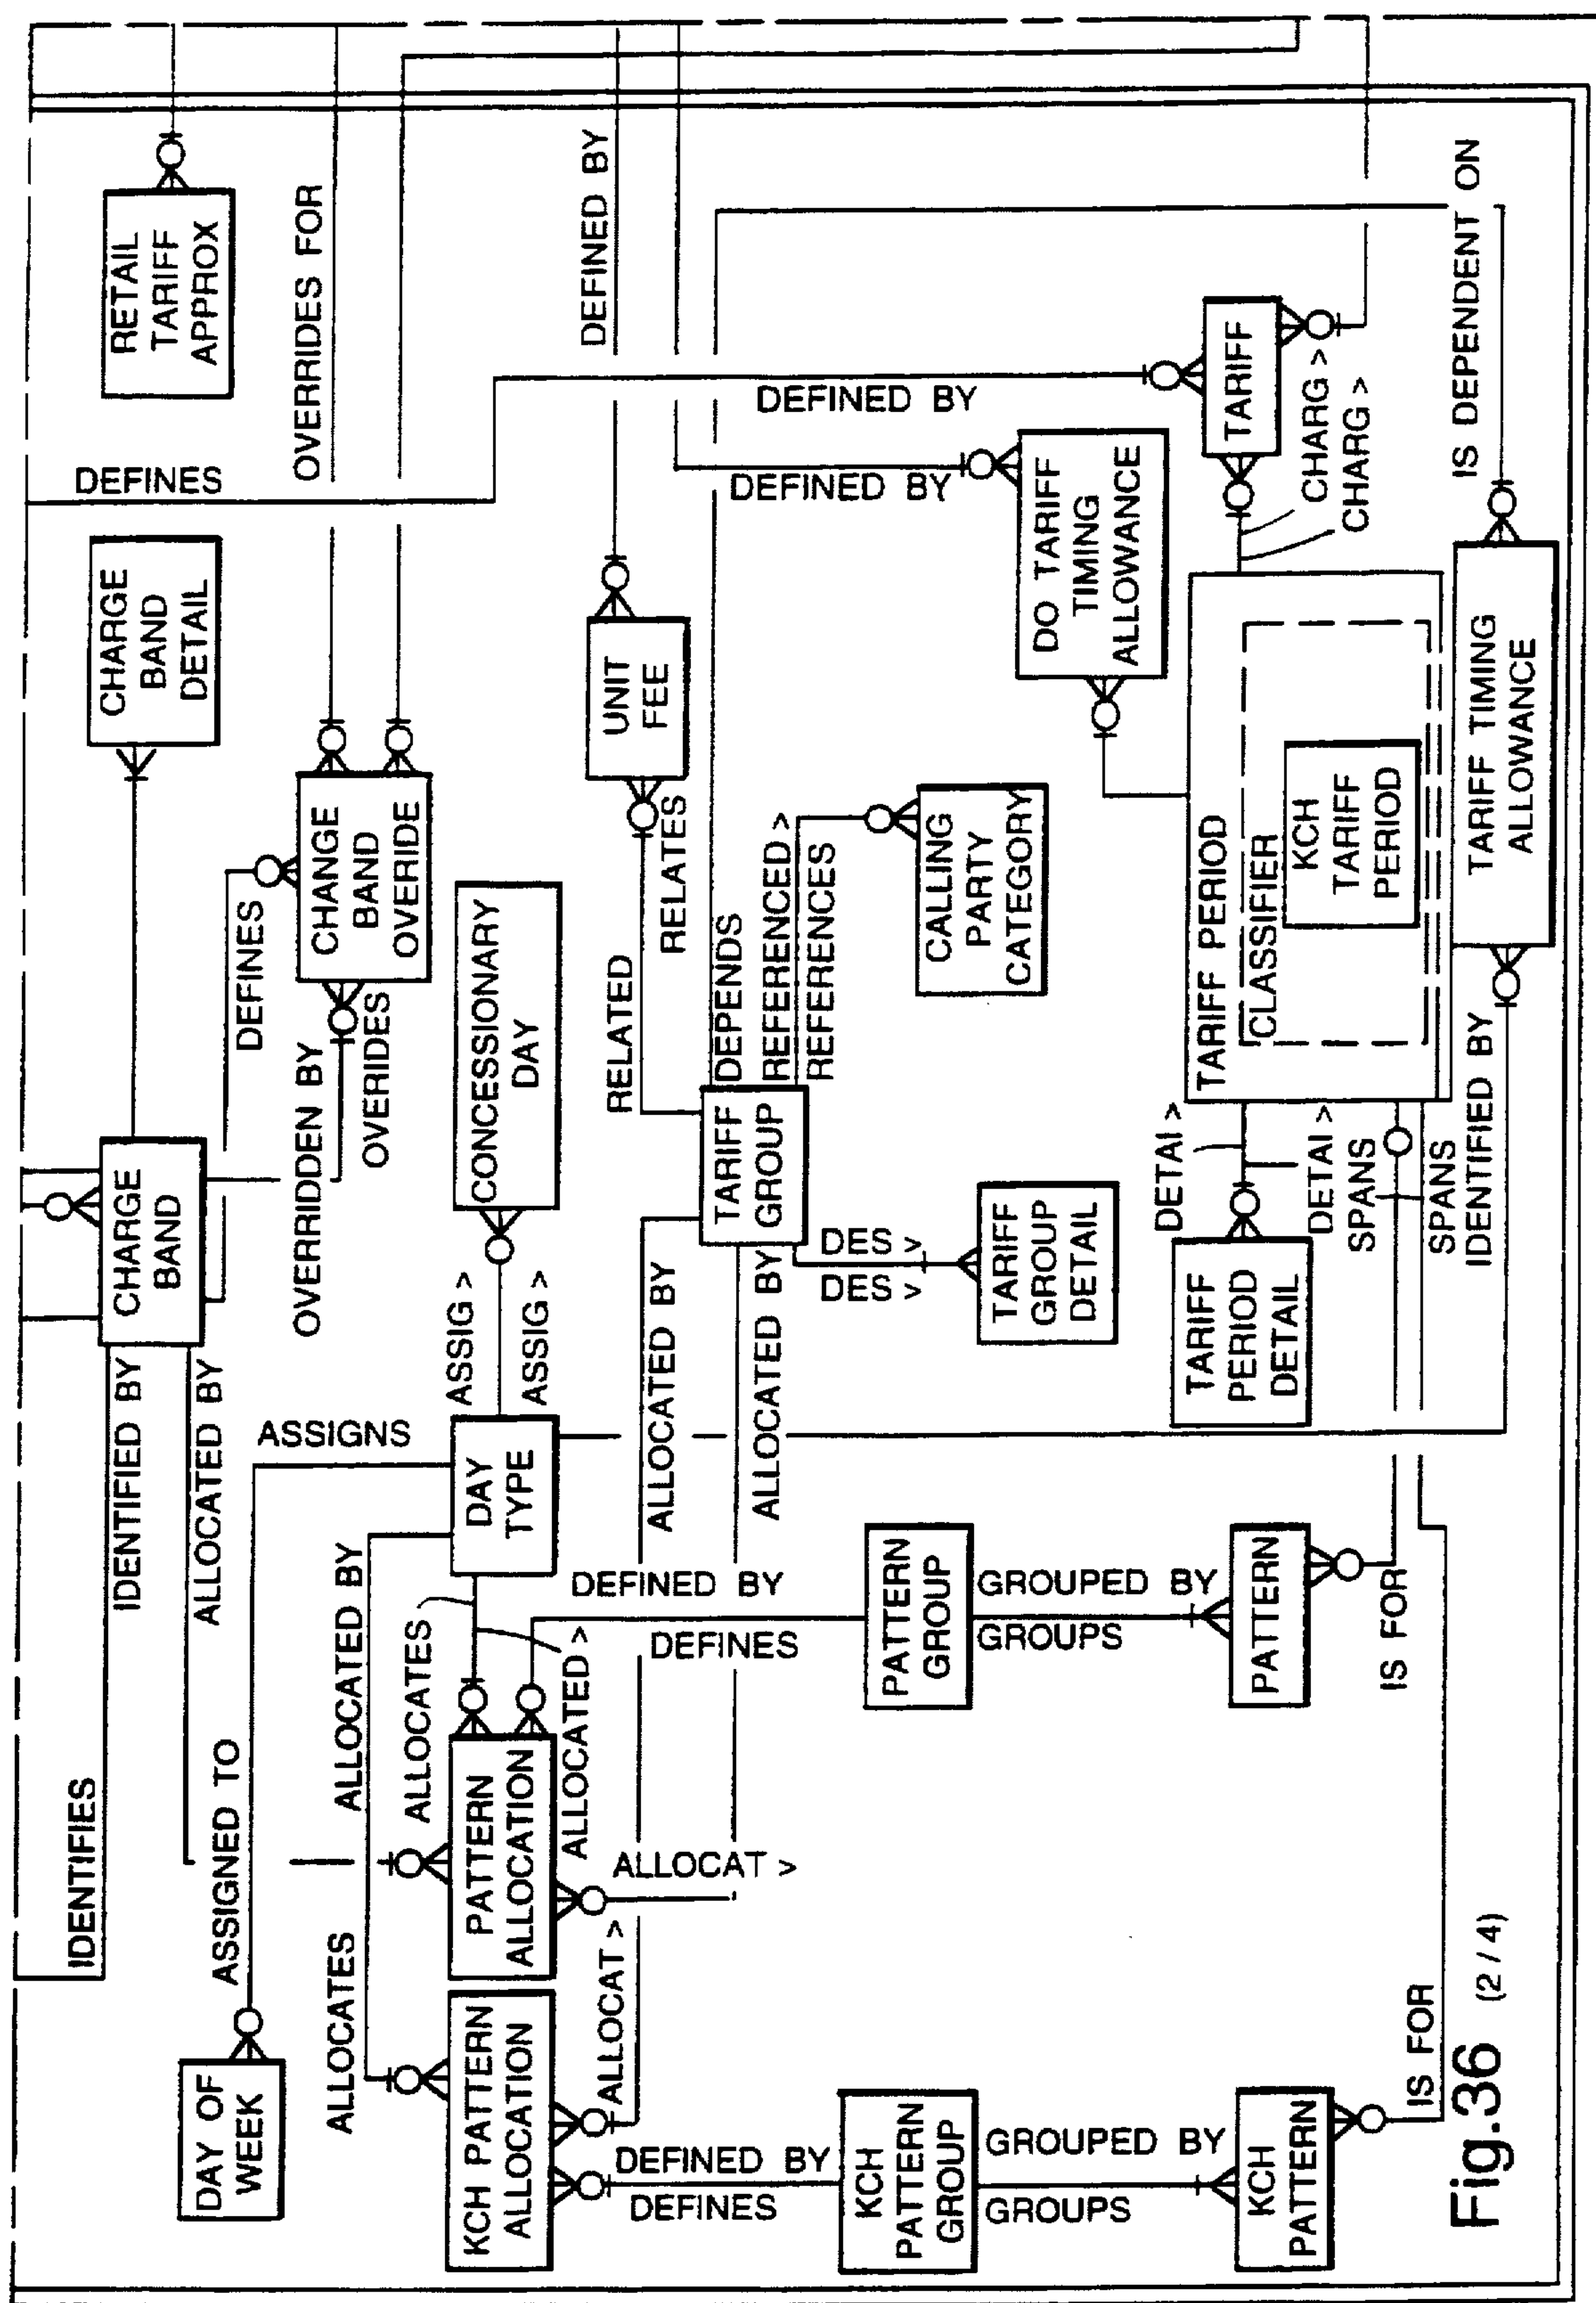 IDENTIFIES
IDENTIFIED BY
ALLOCATED BY
CHARGE
BAND
CHARGE
BAND
DETAIL
DEFINES
RETAIL
TARIFF
APPROX
DAY OF
WEEK
ASSIGNED TO
ASSIGNS
OVERRIDDEN BY
OVERIDES
DEFINES
CHANGE
BAND
OVERIDE
OVERRIDES FOR
ALLOCATES
ALLOCATED BY
ALLOCATES
ALLOCATED >
KCH PATTERN
ALLOCATION
PATTERN
ALLOCATION
DAY
TYPE
ASSIG >
ASSIG >
CONCESSIONARY
DAY
ALLOCAT >
ALLOCAT >
DEFINED BY
DEFINES
ALLOCATED BY
ALLOCATED BY
RELATED
RELATES
UNIT
FEE
DEFINED BY
DEFINED BY
DEFINES
TARIFF
GROUP
DEPENDS
REFERENCED >
REFERENCES
DEFINED BY
DEFINED BY
DES >
DES >
KCH
PATTERN
GROUP
PATTERN
GROUP
TARIFF
GROUP
DETAIL
CALLING
PARTY
CATEGORY
DO TARIFF
TIMING
ALLOWANCE
GROUPED BY
GROUPS
GROUPED BY
GROUPS
KCH
PATTERN
PATTERN
TARIFF
PERIOD
DETAIL
DETAI >
DETAI >
TARIFF PERIOD
CLASSIFIER
KCH
TARIFF
PERIOD
TARIFF
CHARG >
CHARG >
IS FOR
IS FOR
SPANS
SPANS
IDENTIFIED BY
TARIFF TIMING
ALLOWANCE
IS DEPENDENT ON
Fig.36 (2/4)